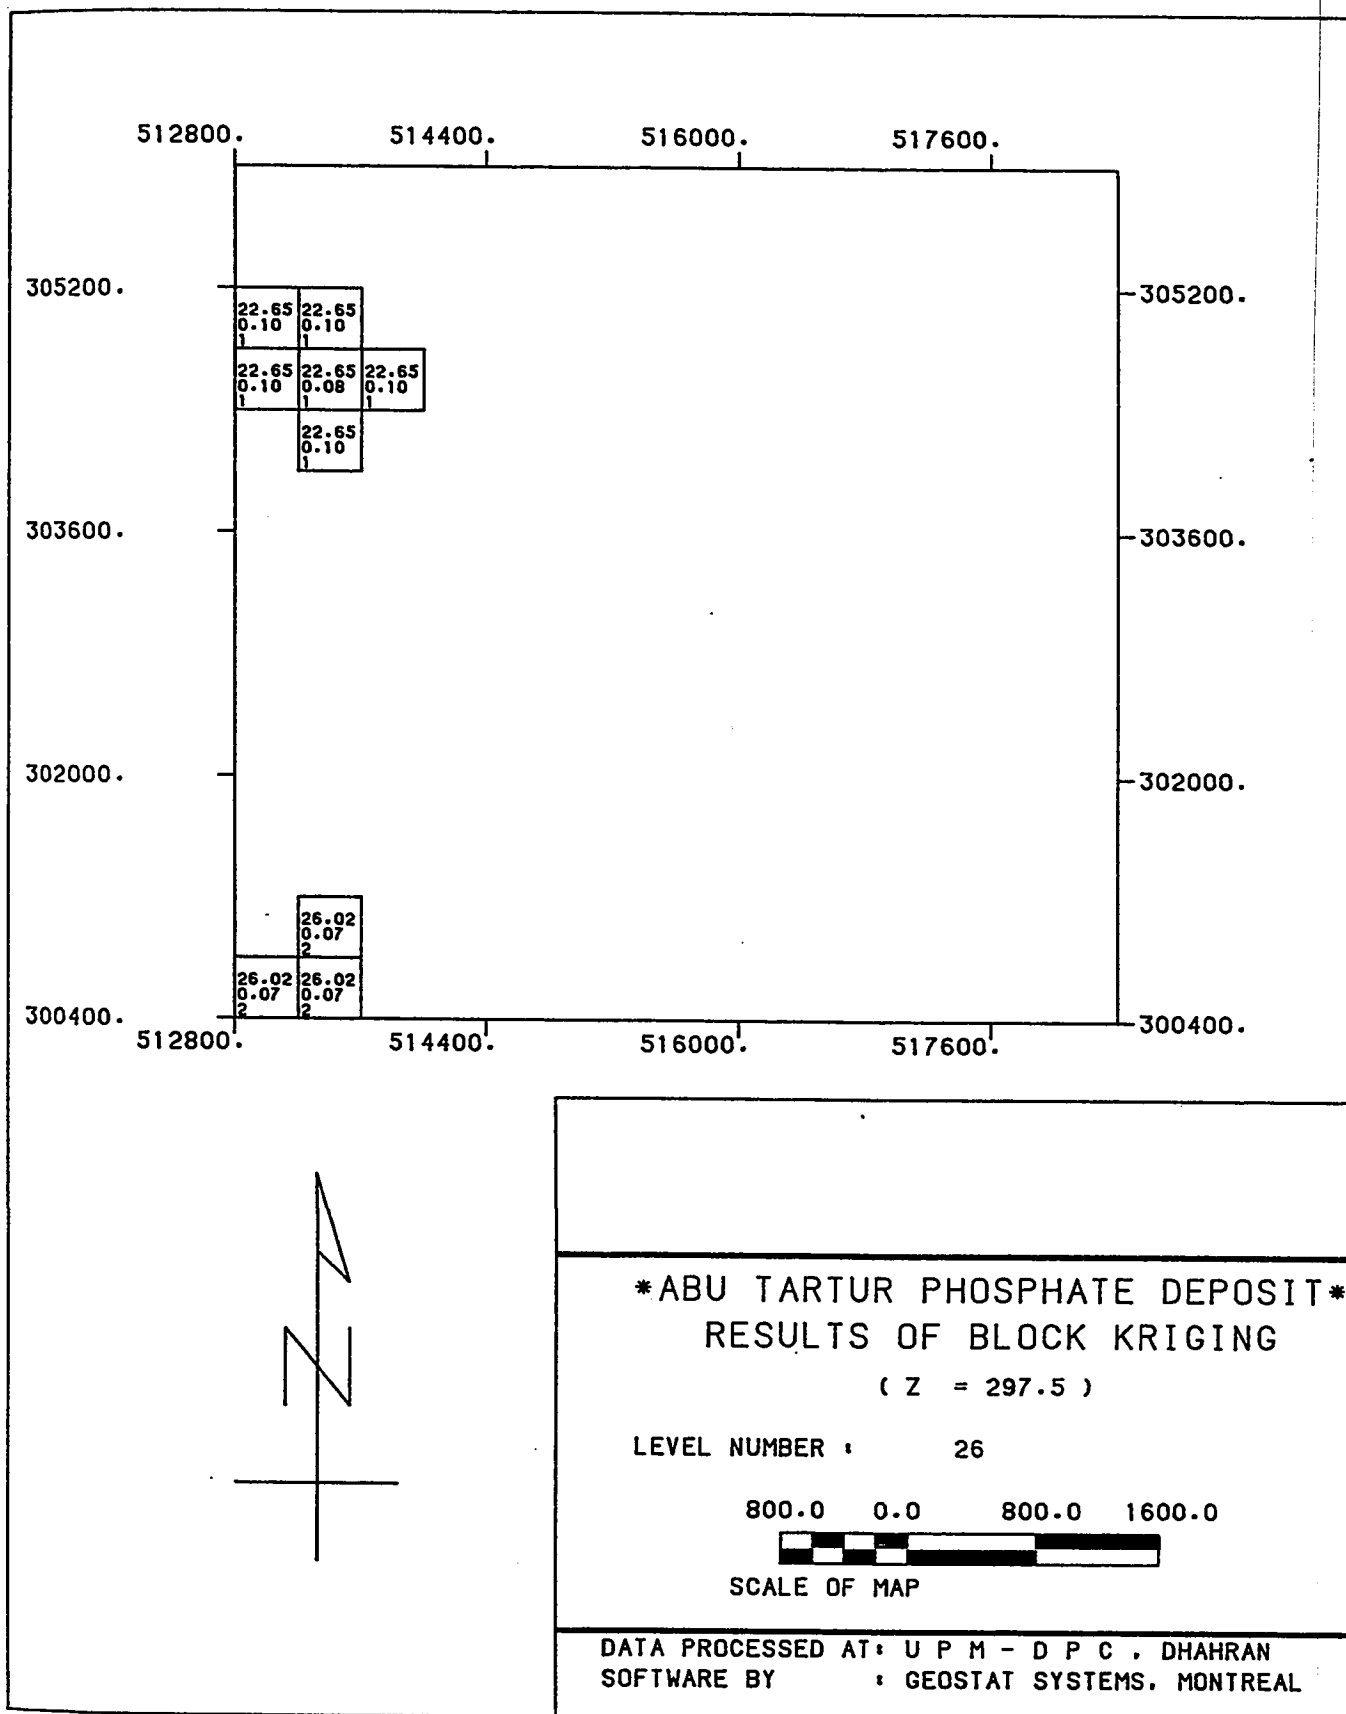 512800. 514400. 516000. 517600.
305200. 305200.
22.65 22.65
0.10 0.10
1 1
22.65 22.65 22.65
0.10 0.08 0.10
1 1 1
22.65
0.10
1
303600. 303600.
302000. 302000.
26.02
0.07
2
26.02 26.02
0.07 0.07
2 2
300400. 300400.
512800. 514400. 516000. 517600.
N
*ABU TARTUR PHOSPHATE DEPOSIT*
RESULTS OF BLOCK KRIGING
( Z = 297.5 )
LEVEL NUMBER : 26
800.0 0.0 800.0 1600.0
SCALE OF MAP
DATA PROCESSED AT: U P M - D P C , DHAHRAN
SOFTWARE BY : GEOSTAT SYSTEMS, MONTREAL